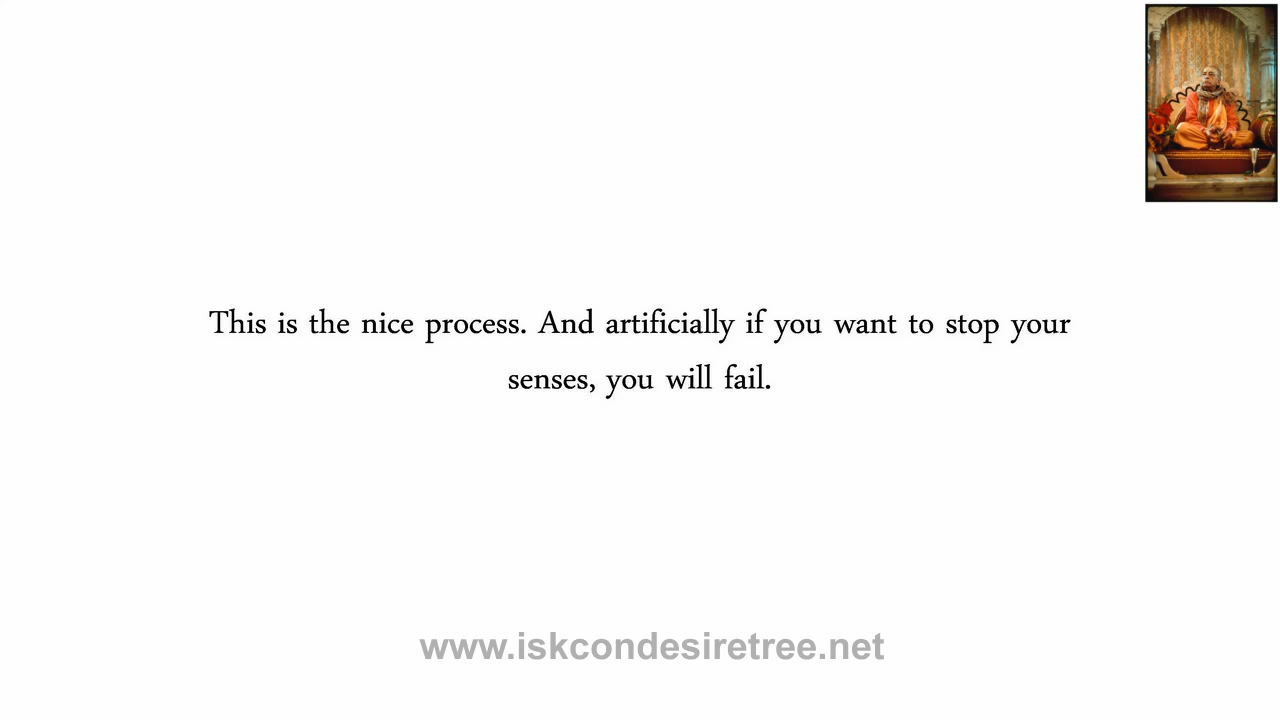 This is the nice process. And artificially if you want to stop your
senses, you will fail.
www.iskcondesiretree.net